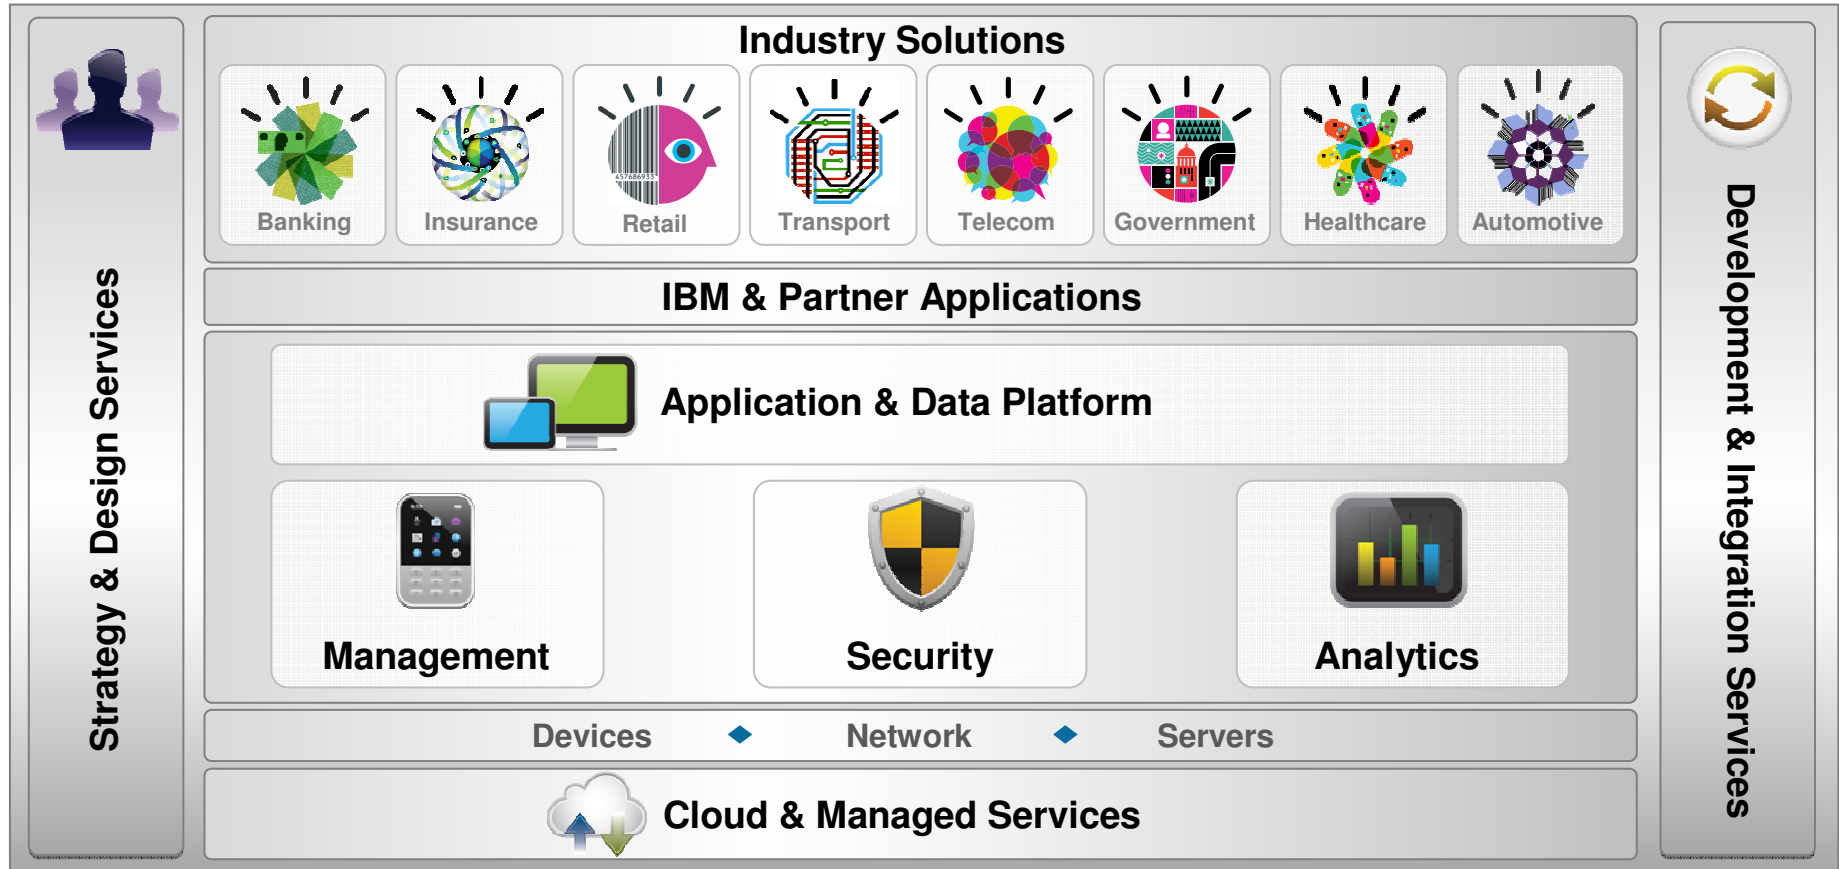 Industry Solutions
Banking
Insurance
457686933
Retail
Transport
Telecom
Government
Healthcare
Automotive
IBM & Partner Applications
Application & Data Platform
Management
Security
Analytics
Devices
Network
Servers
Cloud & Managed Services
Strategy & Design Services
Development & Integration Services